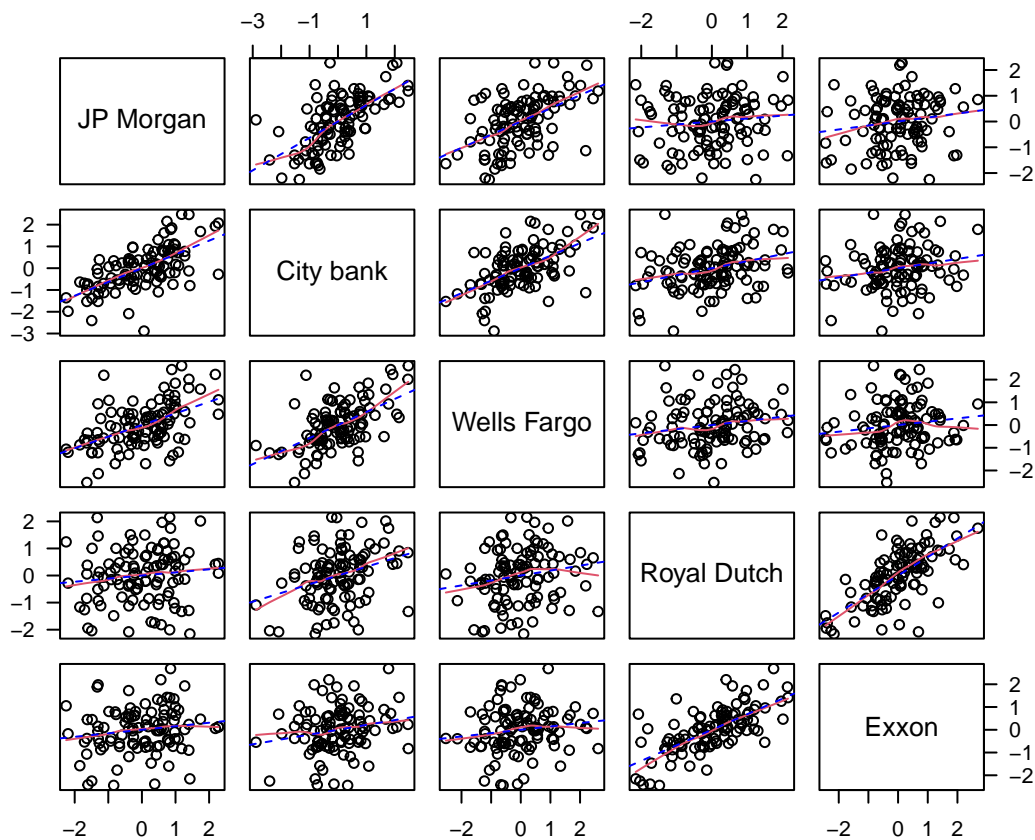 −3 −1 1 −2 0 1 2
JP Morgan
−2 −1 0 1 2
−3 −2 −1 0 1 2
City bank
Wells Fargo
−2 −1 0 1 2
−2 −1 0 1 2
Royal Dutch
Exxon
−2 −1 0 1 2
−2 0 1 2 −2 0 1 2 −2 0 1 2